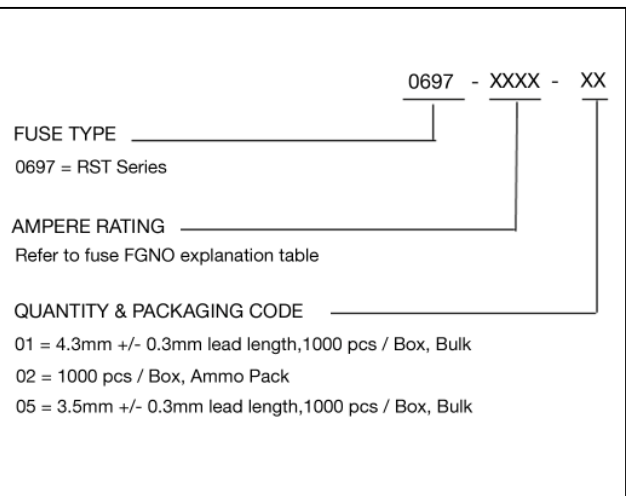 0697 - XXXX - XX
FUSE TYPE
0697 = RST Series
AMPERE RATING
Refer to fuse FGNO explanation table
QUANTITY & PACKAGING CODE
01 = 4.3mm +/- 0.3mm lead length,1000 pcs / Box, Bulk
02 = 1000 pcs / Box, Ammo Pack
05 = 3.5mm +/- 0.3mm lead length,1000 pcs / Box, Bulk